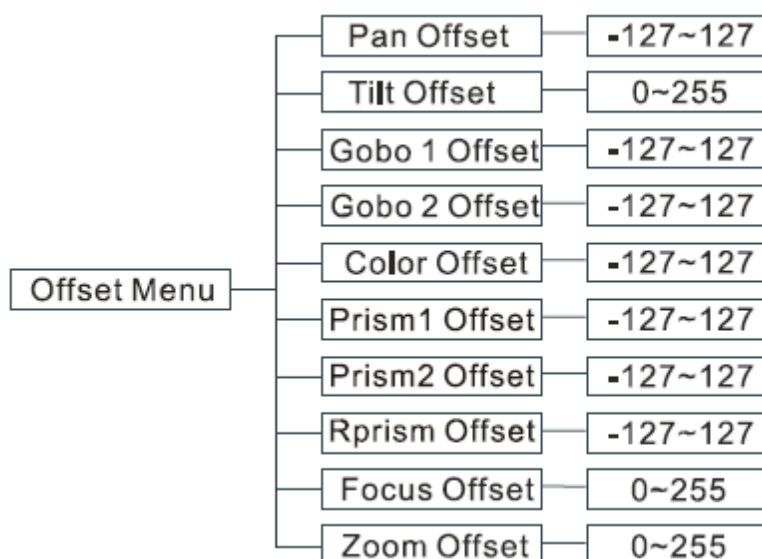 Pan Offset -127~127
Tilt Offset 0~255
Gobo 1 Offset -127~127
Gobo 2 Offset -127~127
Color Offset -127~127
Offset Menu
Prism1 Offset -127~127
Prism2 Offset -127~127
Rprism Offset -127~127
Focus Offset 0~255
Zoom Offset 0~255